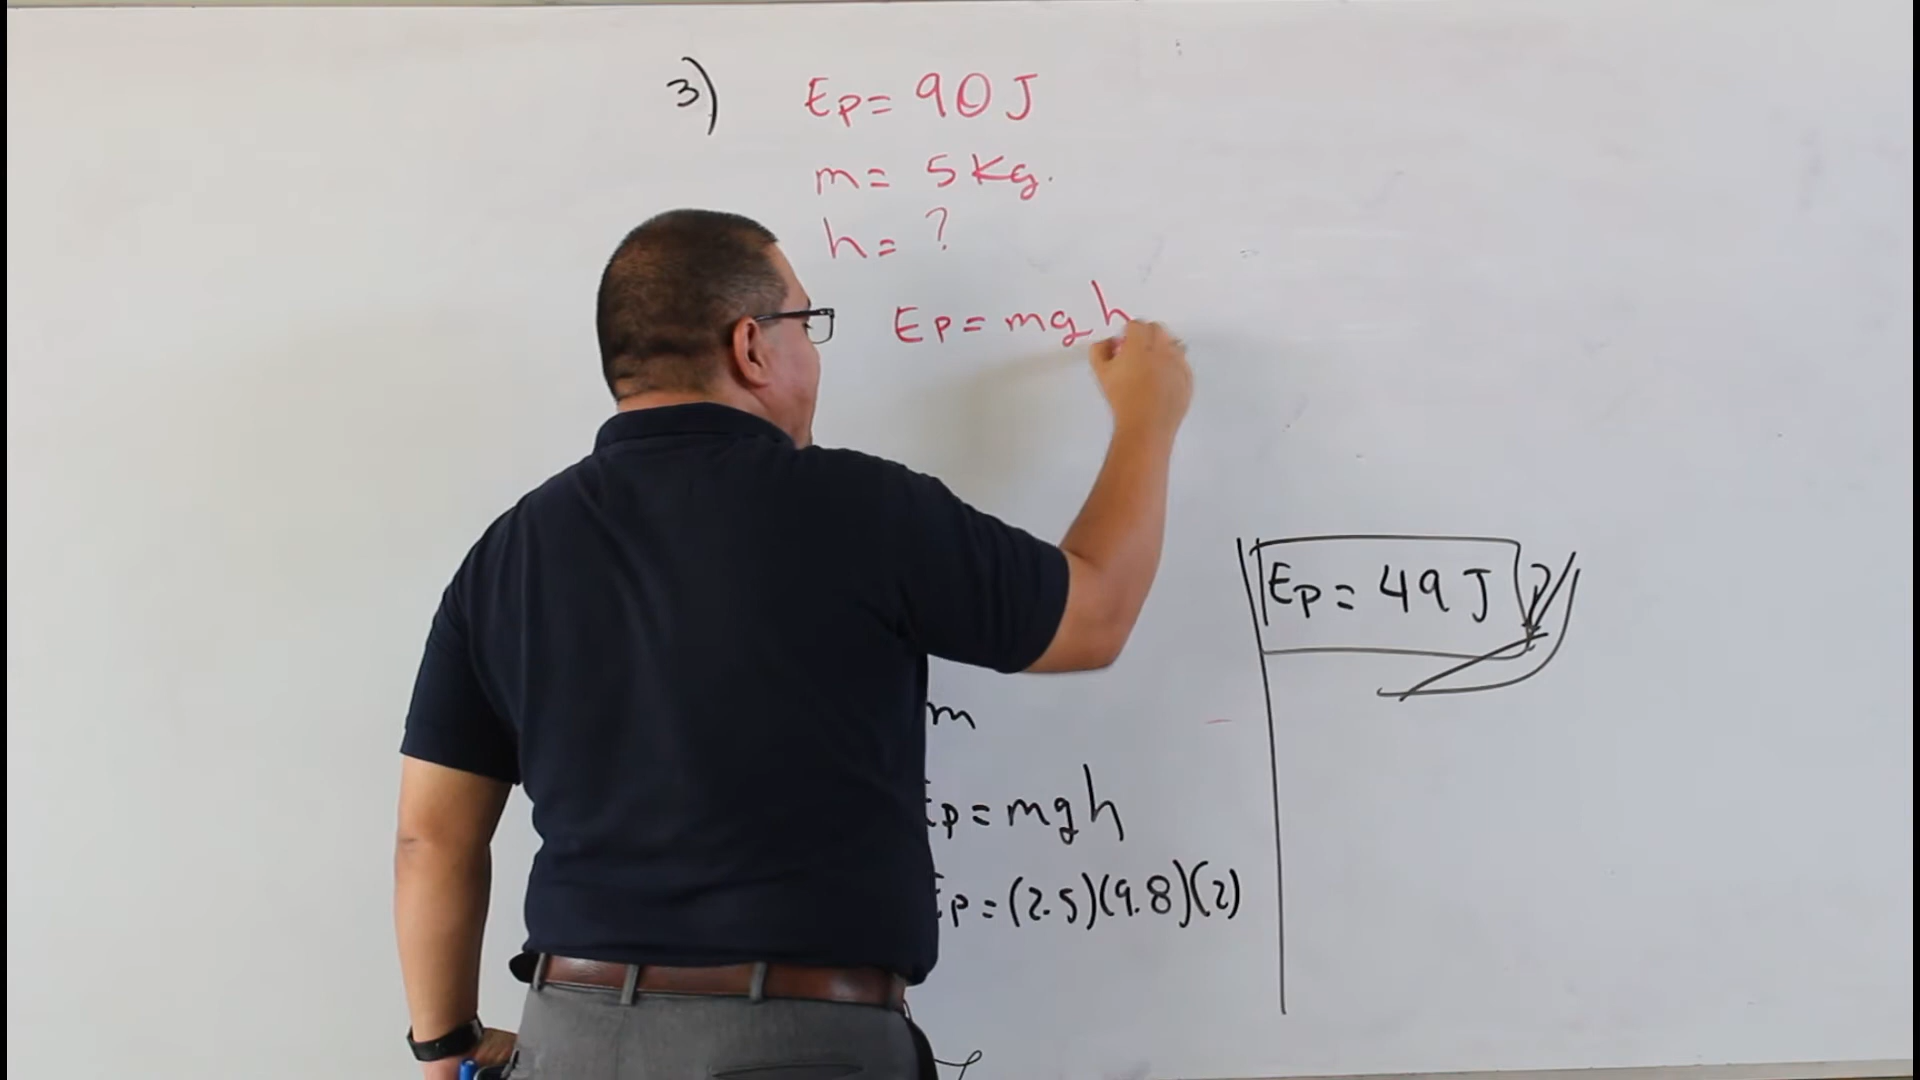 3) Ep = 90 J
m = 5 Kg.
h = ?
Ep = mgh
Ep = 49 J
m
Ep = mgh
Ep = (2.5)(9.8)(2)